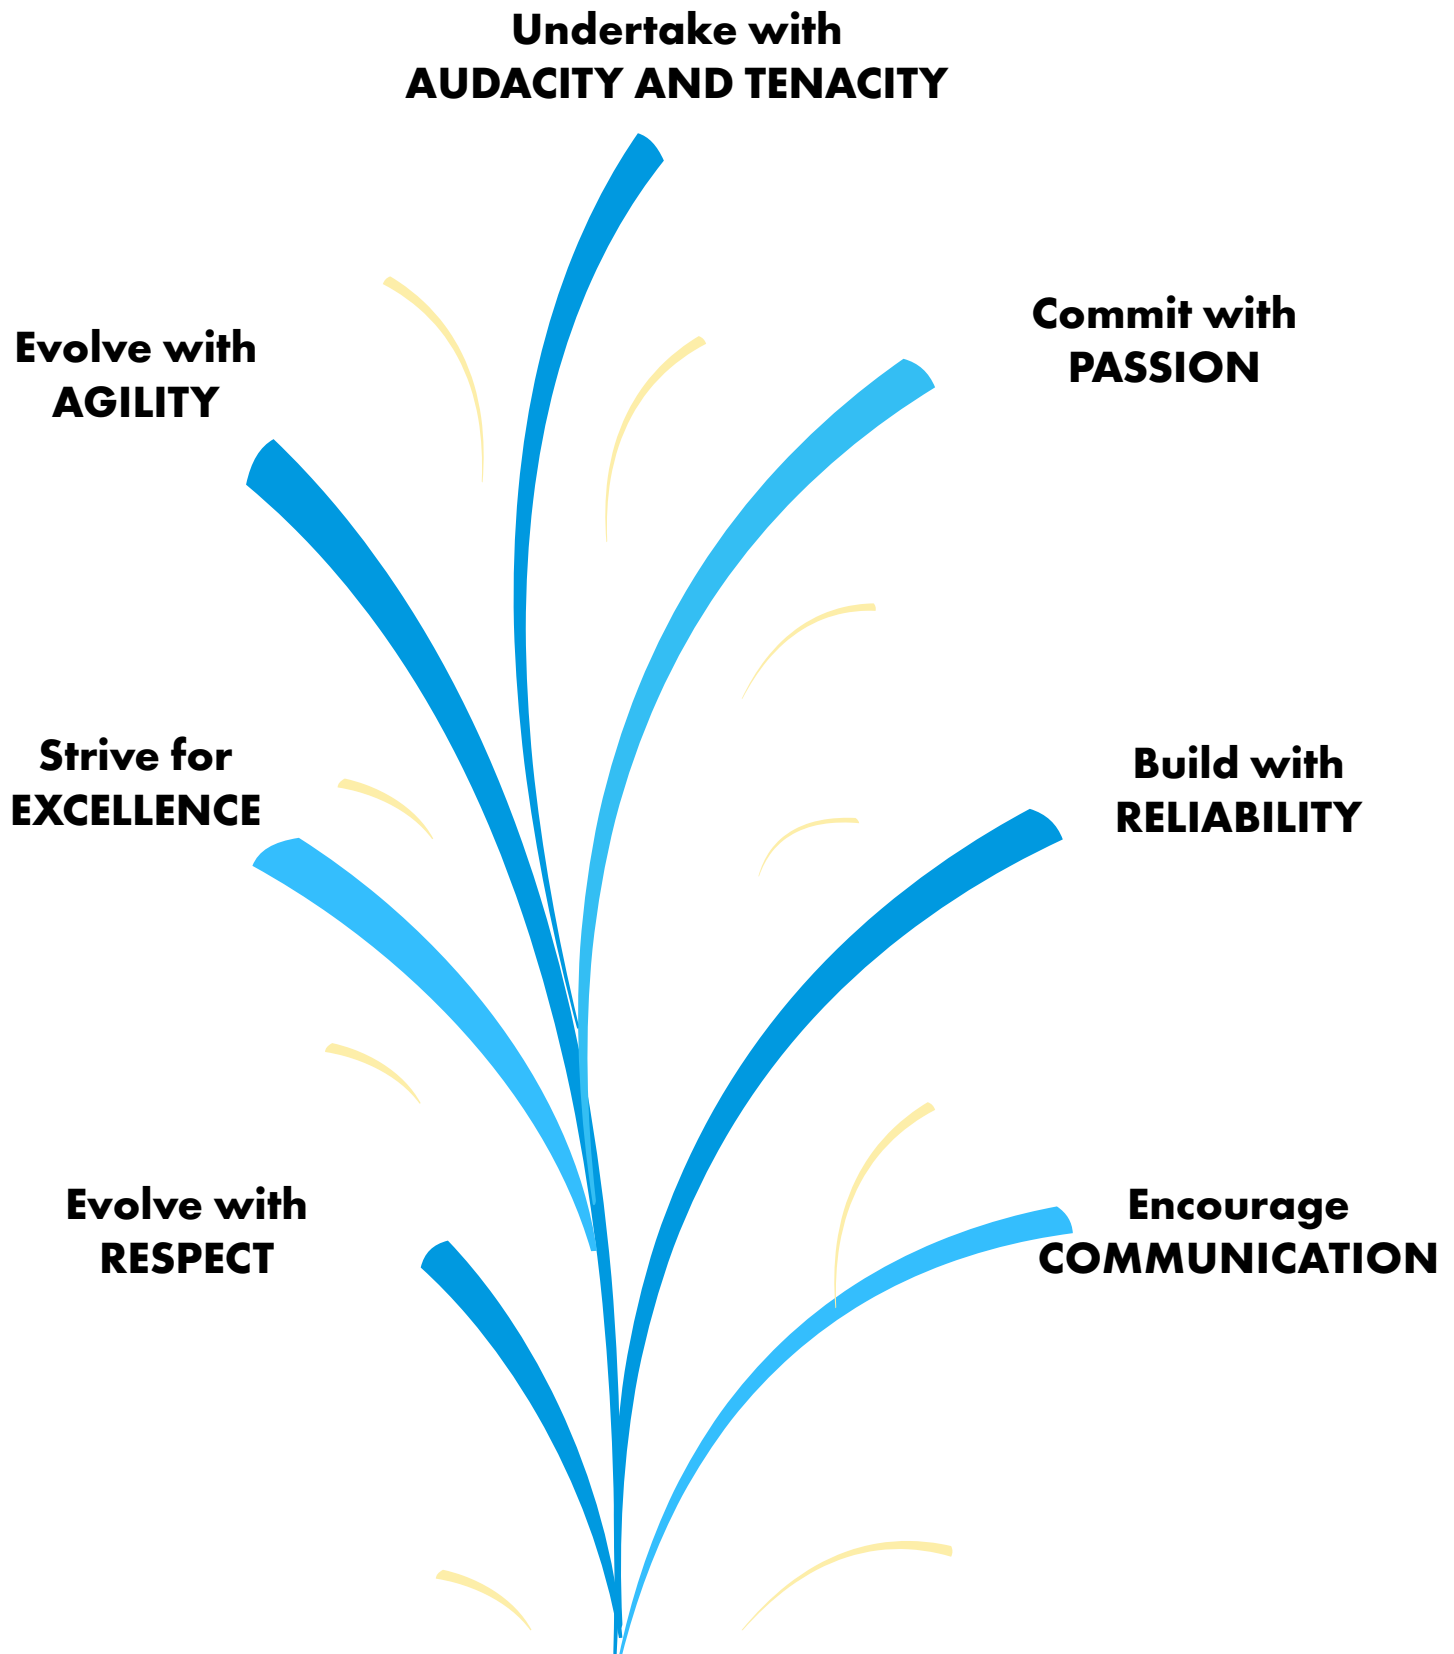 Undertake with
AUDACITY AND TENACITY
Commit with
PASSION
Evolve with
AGILITY
Strive for
EXCELLENCE
Build with
RELIABILITY
Evolve with
RESPECT
Encourage
COMMUNICATION